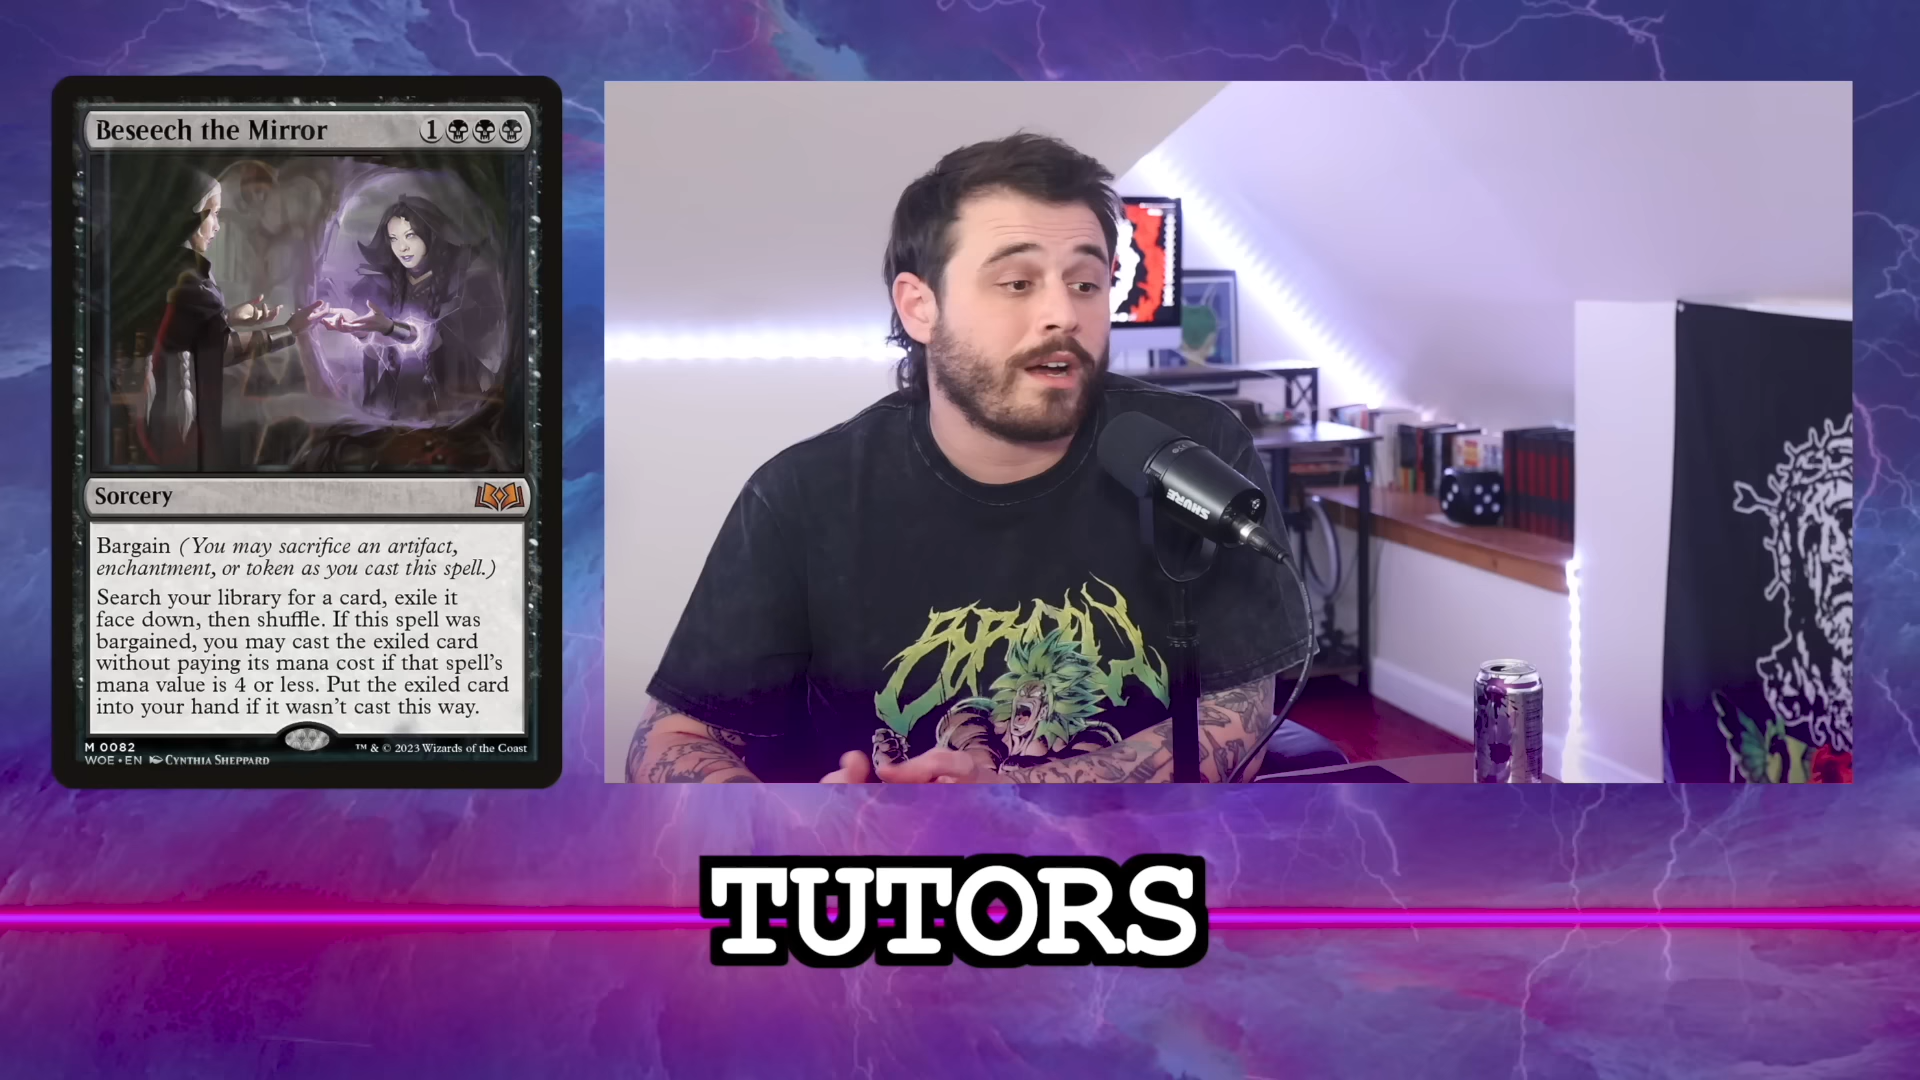 Beseech the Mirror
1
Sorcery
Bargain (You may sacrifice an artifact,
enchantment, or token as you cast this spell.)
Search your library for a card, exile it
face down, then shuffle. If this spell was
bargained, you may cast the exiled card
without paying its mana cost if that spell's
mana value is 4 or less. Put the exiled card
into your hand if it wasn't cast this way.
M 0082
WOE • EN Cynthia Sheppard
™ & © 2023 Wizards of the Coast
SHURE
BROLY
TUTORS